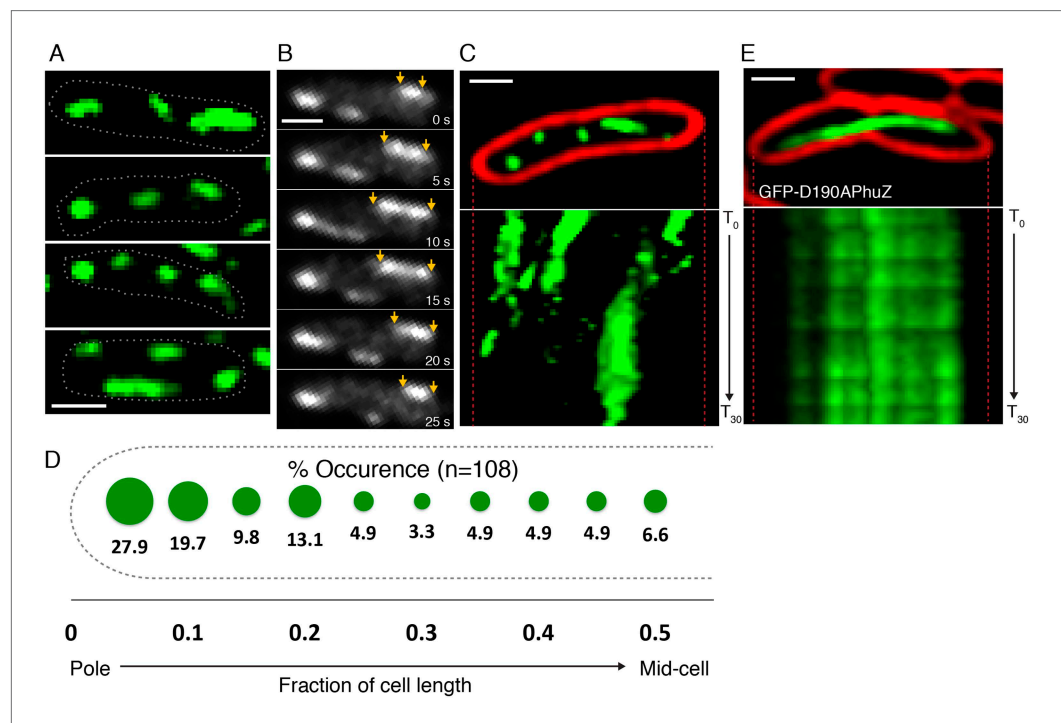 A
B
C
E
0 s
5 s
10 s
15 s
20 s
25 s
T0
T30
GFP-D190APhuZ
T0
T30
D
% Occurence (n=108)
27.9 19.7 9.8 13.1 4.9 3.3 4.9 4.9 4.9 6.6
0 0.1 0.2 0.3 0.4 0.5
Pole Mid-cell
Fraction of cell length